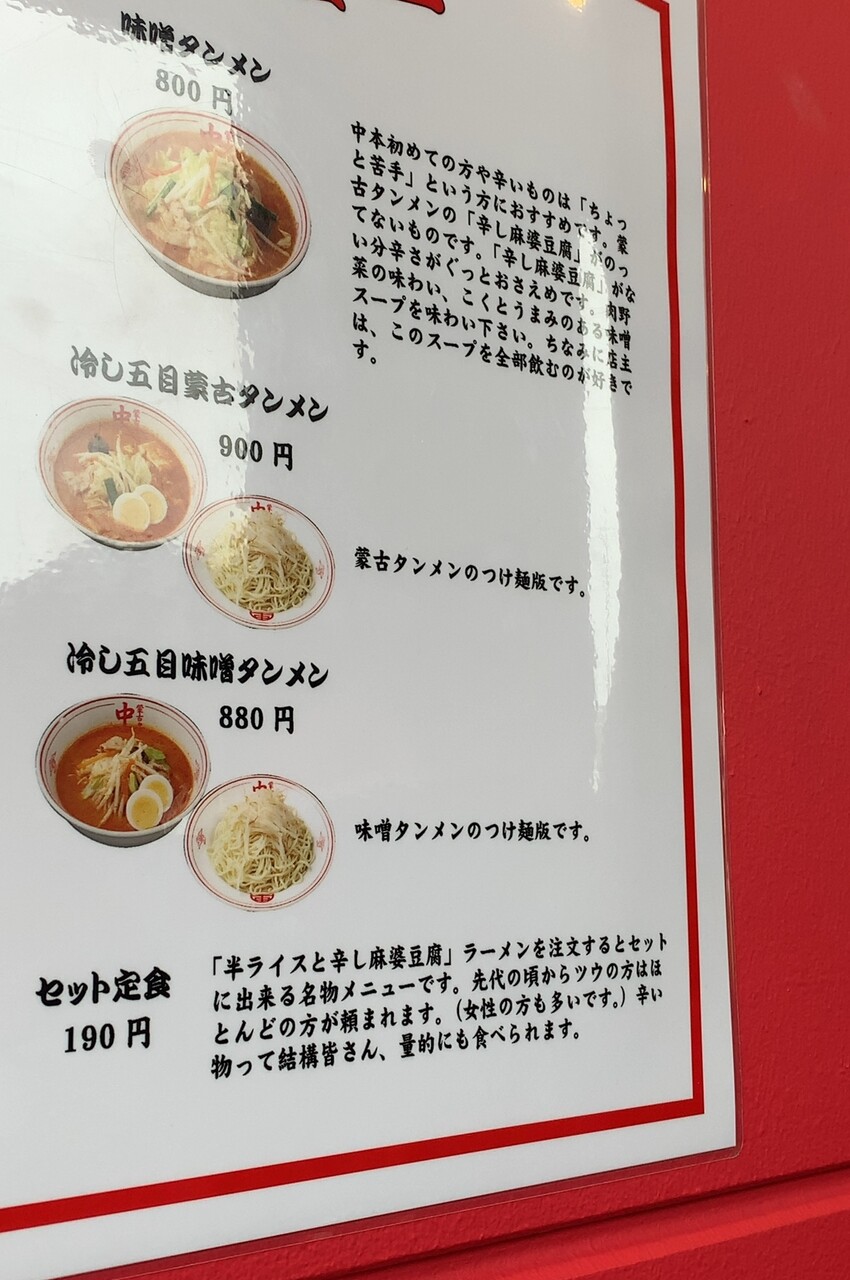 味噌タンメン
800 円
中本初めての方や辛いものは「ちょっ
と苦手」という方におすすめです。蒙
古タンメンの「辛し麻婆豆腐」がのっ
てないものです。「辛し麻婆豆腐」がな
い分辛さがぐっとおさえめです。肉野
菜の味わい、こくとうまみのある味噌
スープを味わい下さい。ちなみに店主
は、このスープを全部飲むのが好きで
す。
冷し五目蒙古タンメン
900 円
蒙古タンメンのつけ麺版です。
冷し五目味噌タンメン
880 円
味噌タンメンのつけ麺版です。
セット定食
190 円
「半ライスと辛し麻婆豆腐」ラーメンを注文するとセット
に出来る名物メニューです。先代の頃からツウの方はほ
とんどの方が頼まれます。（女性の方も多いです。）辛い
物って結構皆さん、量的にも食べられます。